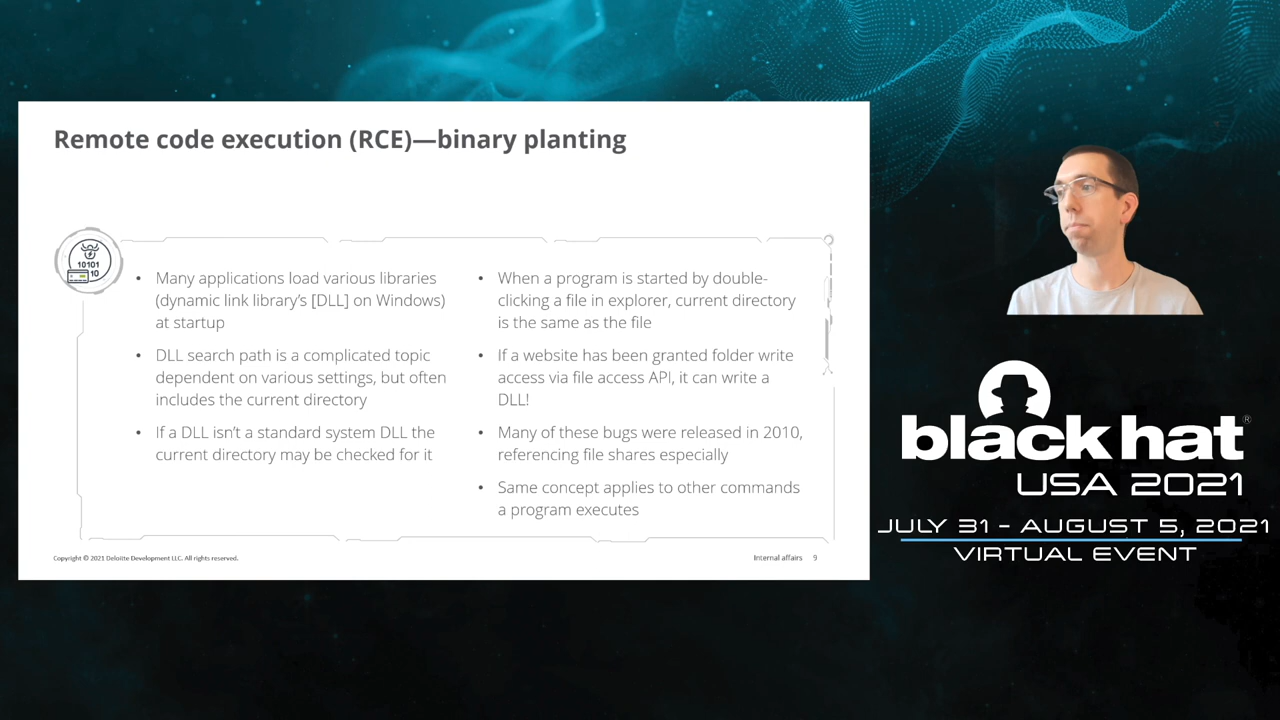 Remote code execution (RCE)—binary planting
10101
10
• Many applications load various libraries
(dynamic link library's [DLL] on Windows)
at startup
• DLL search path is a complicated topic
dependent on various settings, but often
includes the current directory
• If a DLL isn't a standard system DLL the
current directory may be checked for it
• When a program is started by double-
clicking a file in explorer, current directory
is the same as the file
• If a website has been granted folder write
access via file access API, it can write a
DLL!
• Many of these bugs were released in 2010,
referencing file shares especially
• Same concept applies to other commands
a program executes
Copyright © 2021 Deloitte Development LLC. All rights reserved.
Internal affairs 9
black hat®
USA 2021
JULY 31 - AUGUST 5, 2021
VIRTUAL EVENT